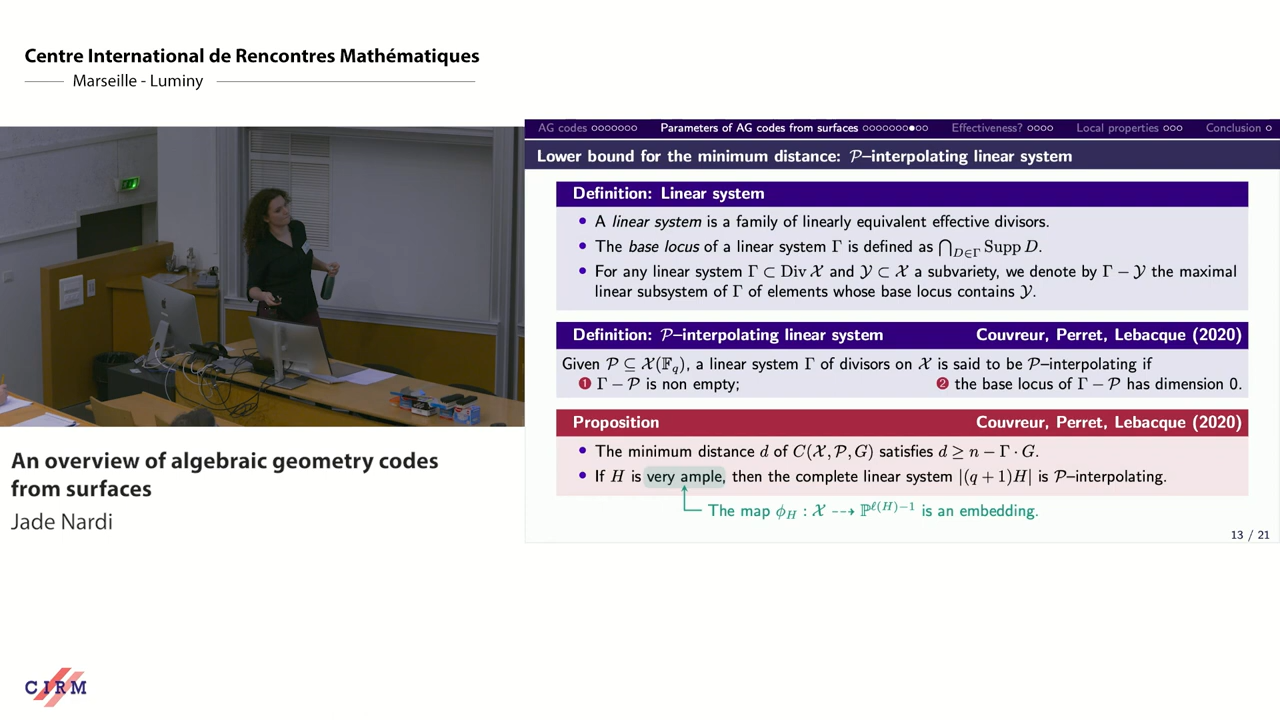 Centre International de Rencontres Mathématiques
Marseille - Luminy
AG codes
Parameters of AG codes from surfaces
Effectiveness?
Local properties
Conclusion
Lower bound for the minimum distance: 𝒫–interpolating linear system
Definition: Linear system
• A linear system is a family of linearly equivalent effective divisors.
• The base locus of a linear system Γ is defined as ⋂_{D∈Γ} Supp D.
• For any linear system Γ ⊂ Div 𝒳 and 𝒴 ⊂ 𝒳 a subvariety, we denote by Γ − 𝒴 the maximal
linear subsystem of Γ of elements whose base locus contains 𝒴.
Definition: 𝒫–interpolating linear system Couvreur, Perret, Lebacque (2020)
Given 𝒫 ⊆ 𝒳(𝔽_q), a linear system Γ of divisors on 𝒳 is said to be 𝒫–interpolating if
1 Γ − 𝒫 is non empty; 2 the base locus of Γ − 𝒫 has dimension 0.
Proposition Couvreur, Perret, Lebacque (2020)
• The minimum distance d of C(𝒳, 𝒫, G) satisfies d ≥ n − Γ · G.
• If H is very ample, then the complete linear system |(q + 1)H| is 𝒫–interpolating.
The map ϕ_H : 𝒳 ⇢ ℙ^{ℓ(H)−1} is an embedding.
13 / 21
An overview of algebraic geometry codes
from surfaces
Jade Nardi
CIRM